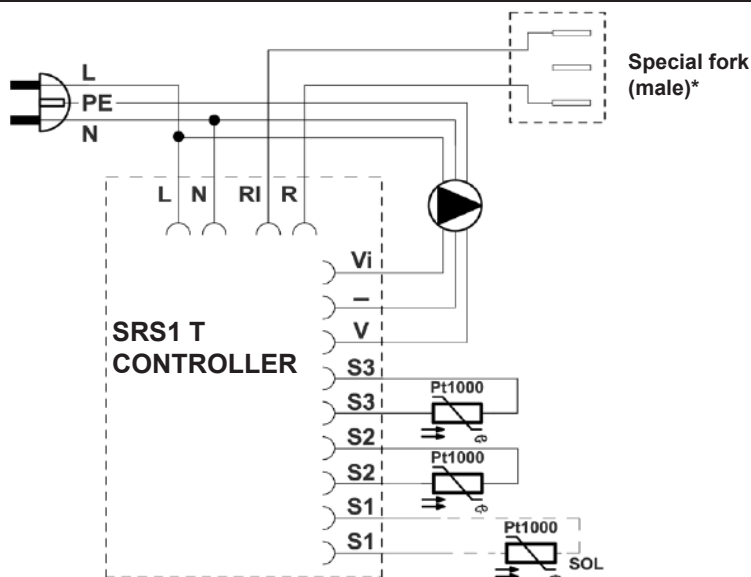 L
PE
N
Special fork
(male)*
L N RI R
Vi
–
V
SRS1 T
CONTROLLER
S3
Pt1000
S3
S2
Pt1000
S2
S1
Pt1000
S1
SOL